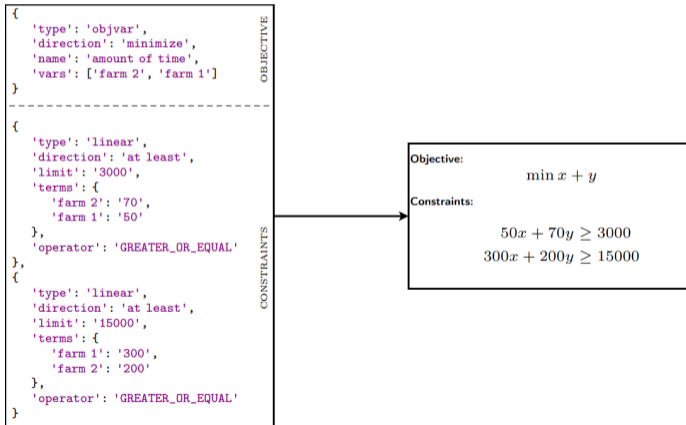 {
'type': 'objvar',
'direction': 'minimize',
'name': 'amount of time',
'vars': ['farm 2', 'farm 1']
}
OBJECTIVE
{
'type': 'linear',
'direction': 'at least',
'limit': '3000',
'terms': {
'farm 2': '70',
'farm 1': '50'
},
'operator': 'GREATER_OR_EQUAL'
},
{
'type': 'linear',
'direction': 'at least',
'limit': '15000',
'terms': {
'farm 1': '300',
'farm 2': '200'
},
'operator': 'GREATER_OR_EQUAL'
}
CONSTRAINTS
Objective:
min x + y
Constraints:
50x + 70y ≥ 3000
300x + 200y ≥ 15000